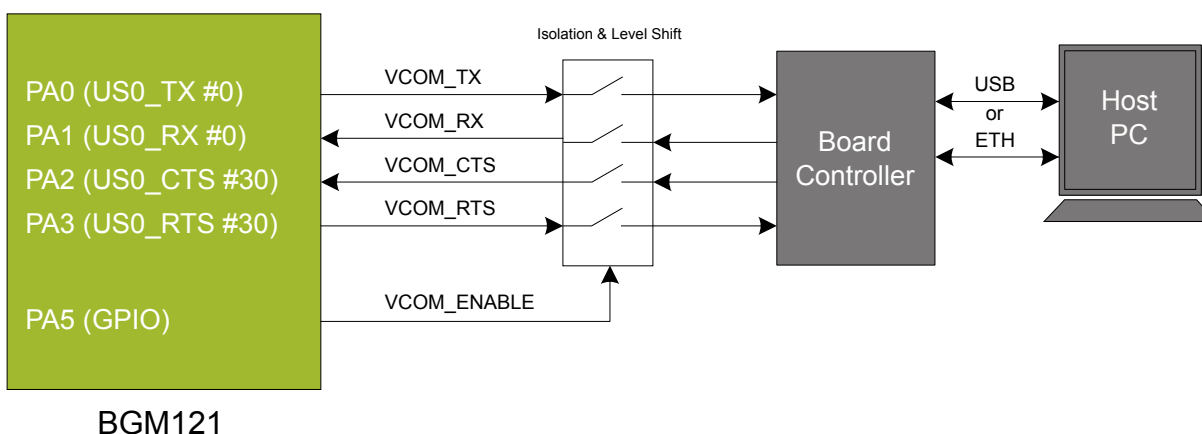 Isolation & Level Shift
PA0 (US0_TX #0)
VCOM_TX
PA1 (US0_RX #0)
VCOM_RX
PA2 (US0_CTS #30)
VCOM_CTS
PA3 (US0_RTS #30)
VCOM_RTS
PA5 (GPIO)
VCOM_ENABLE
Board
Controller
USB
or
ETH
Host
PC
BGM121